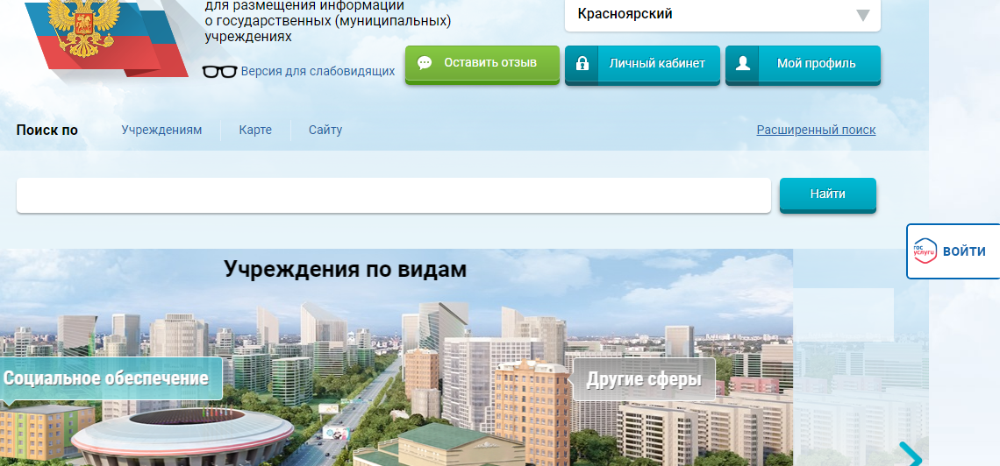 для размещения информации
о государственных (муниципальных)
учреждениях
Красноярский
Версия для слабовидящих
Оставить отзыв
Личный кабинет
Мой профиль
Поиск по
Учреждениям
Карте
Сайту
Расширенный поиск
Найти
гос
услуги
ВОЙТИ
Учреждения по видам
Социальное обеспечение
Другие сферы